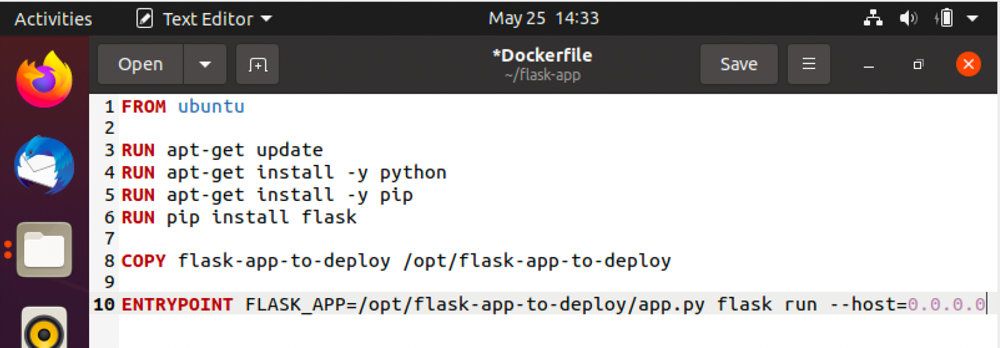 Activities Text Editor May 25 14:33
Open *Dockerfile Save
~/flask-app
1 FROM ubuntu
2
3 RUN apt-get update
4 RUN apt-get install -y python
5 RUN apt-get install -y pip
6 RUN pip install flask
7
8 COPY flask-app-to-deploy /opt/flask-app-to-deploy
9
10 ENTRYPOINT FLASK_APP=/opt/flask-app-to-deploy/app.py flask run --host=0.0.0.0